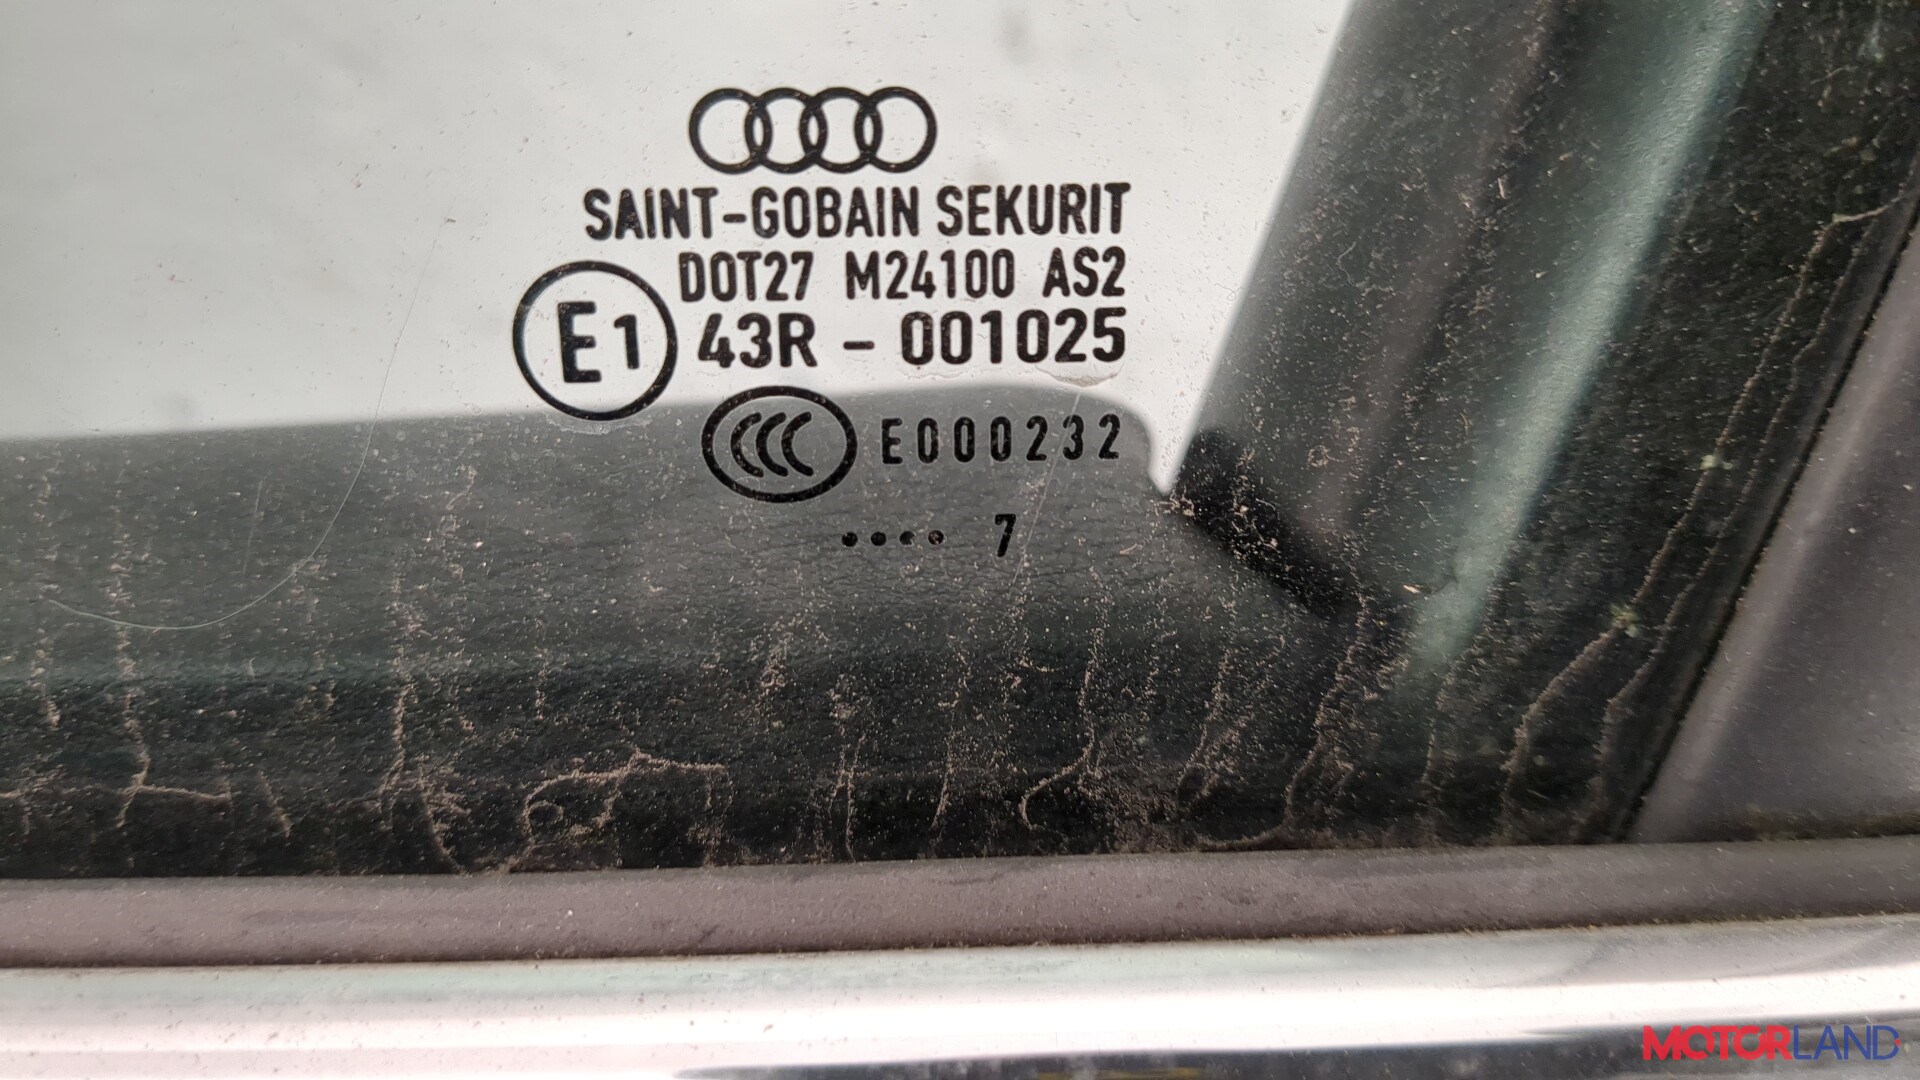 SAINT-GOBAIN SEKURIT
DOT27 M24100 AS2
E1 43R - 001025
CCC E000232
.... 7
MOTORLAND